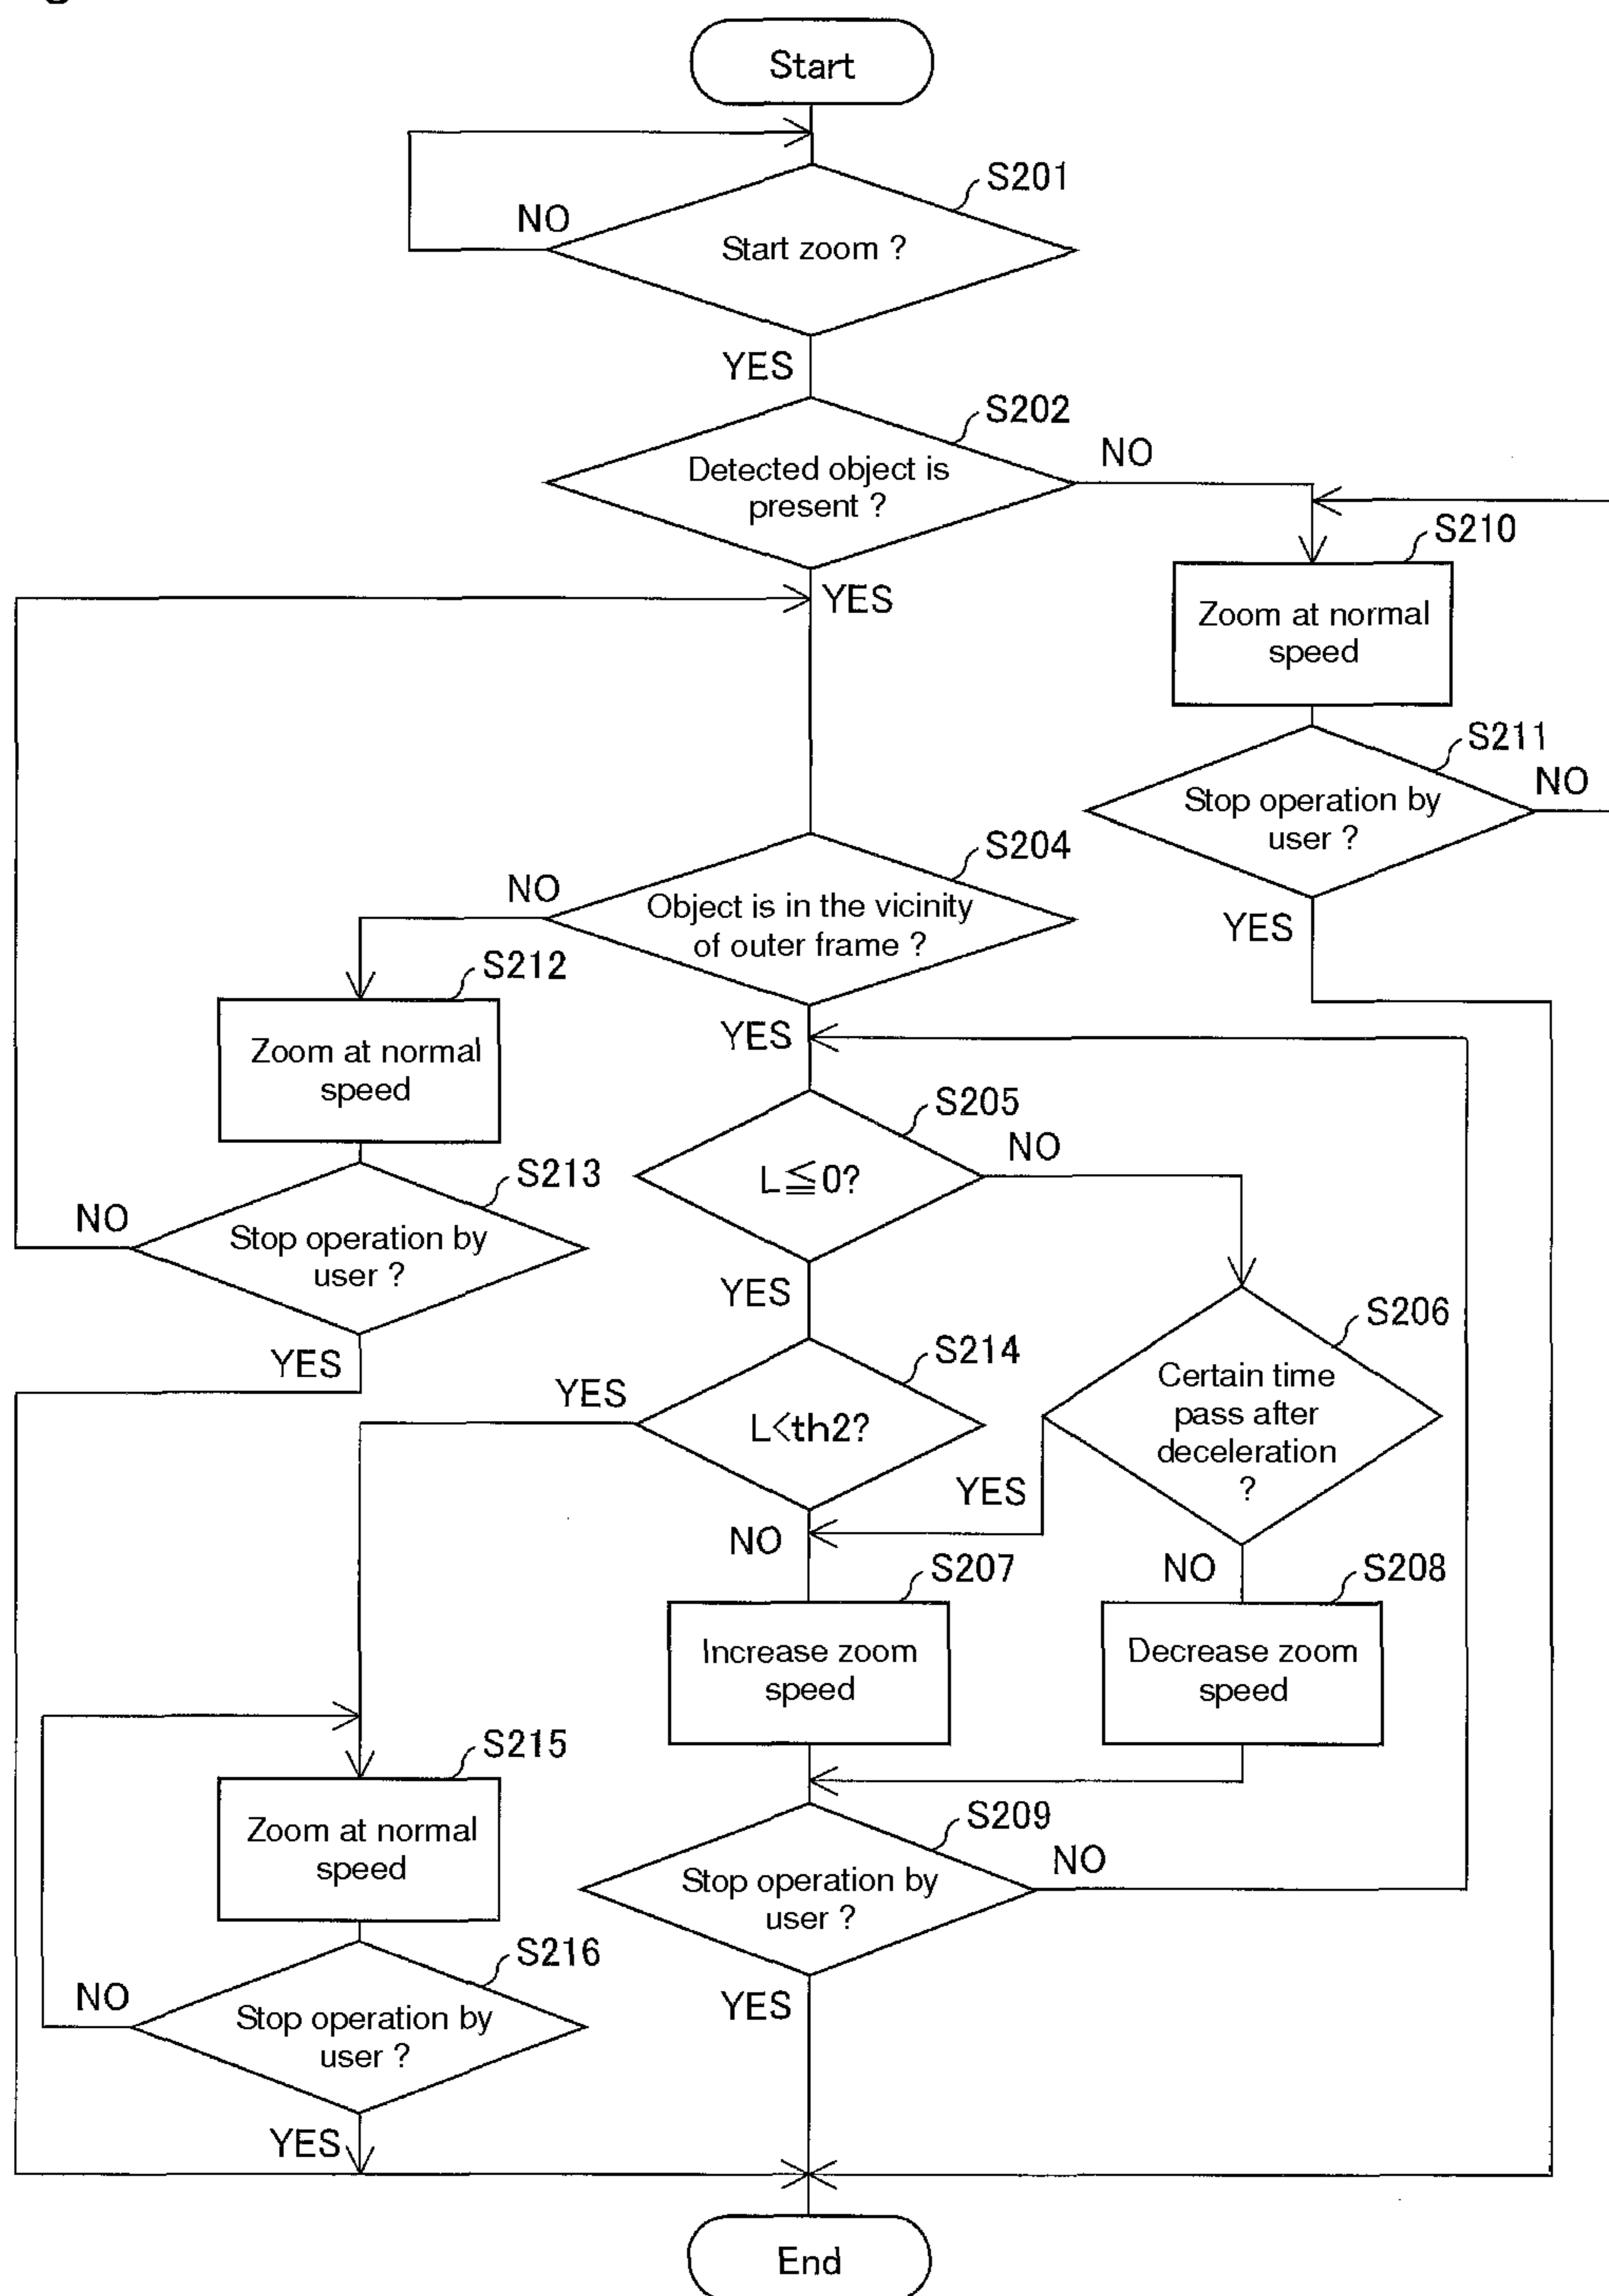 Start
S201
NO
Start zoom ?
YES
S202
NO
Detected object is
present ?
YES
S210
Zoom at normal
speed
S211
NO
Stop operation by
user ?
YES
S204
NO
Object is in the vicinity
of outer frame ?
YES
S212
Zoom at normal
speed
S213
NO
Stop operation by
user ?
YES
S205
NO
L≦0?
YES
S206
Certain time
pass after
deceleration
?
YES
NO
S214
YES
L<th2?
NO
S207
Increase zoom
speed
S208
Decrease zoom
speed
S215
Zoom at normal
speed
S209
NO
Stop operation by
user ?
YES
S216
NO
Stop operation by
user ?
YES
End